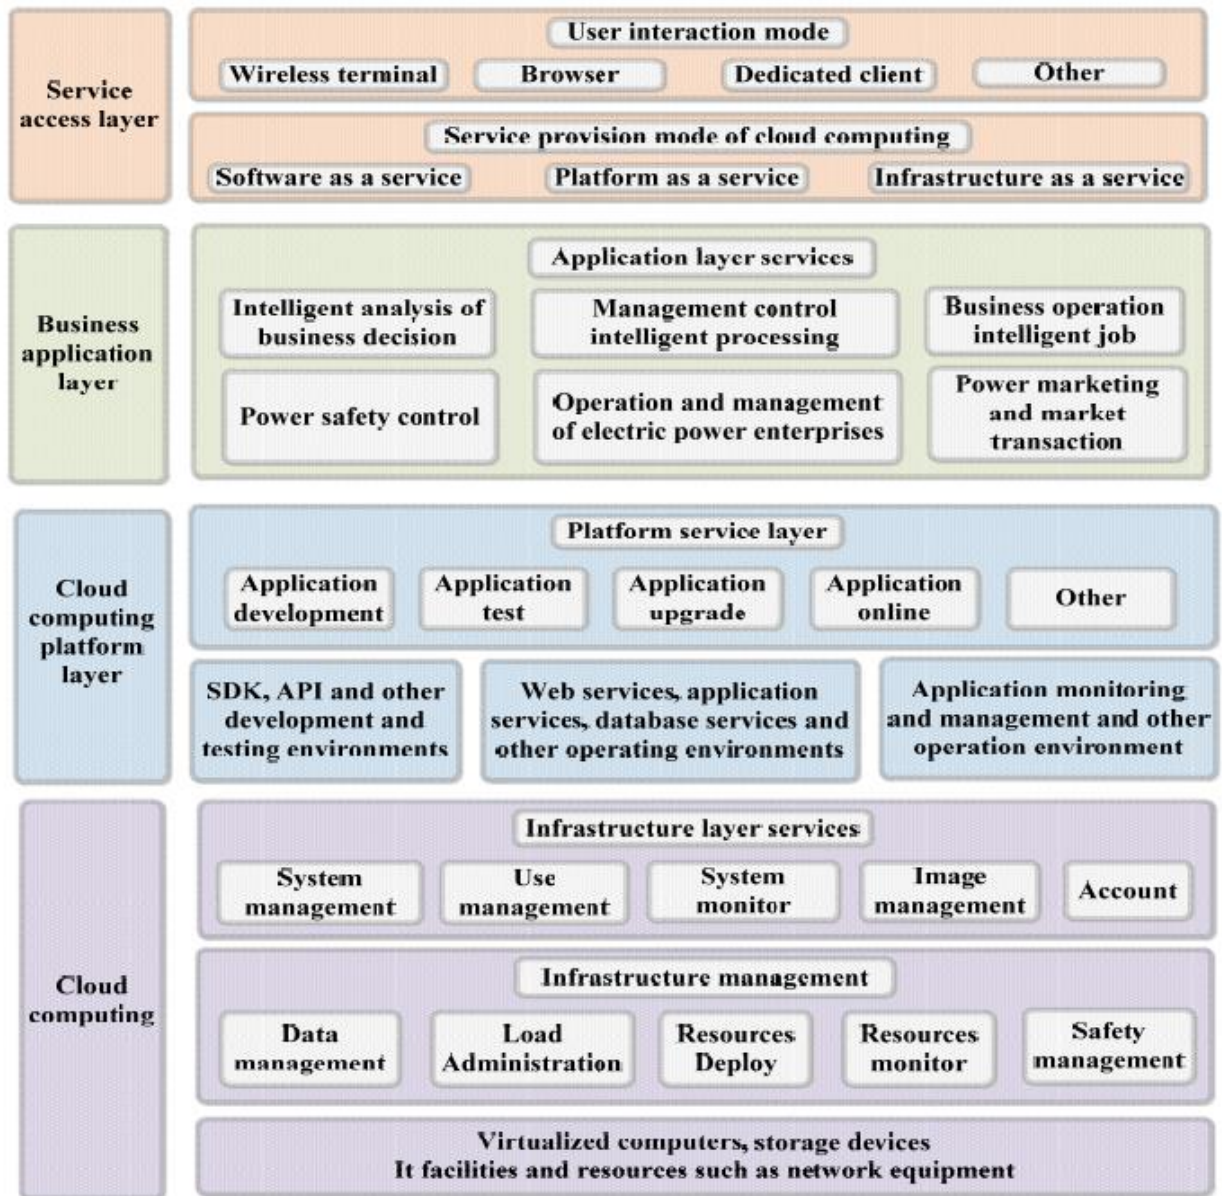 Service
access layer
User interaction mode
Wireless terminal
Browser
Dedicated client
Other
Service provision mode of cloud computing
Software as a service
Platform as a service
Infrastructure as a service
Business
application
layer
Application layer services
Intelligent analysis of
business decision
Management control
intelligent processing
Business operation
intelligent job
Power safety control
Operation and management
of electric power enterprises
Power marketing
and market
transaction
Cloud
computing
platform
layer
Platform service layer
Application
development
Application
test
Application
upgrade
Application
online
Other
SDK, API and other
development and
testing environments
Web services, application
services, database services and
other operating environments
Application monitoring
and management and other
operation environment
Cloud
computing
Infrastructure layer services
System
management
Use
management
System
monitor
Image
management
Account
Infrastructure management
Data
management
Load
Administration
Resources
Deploy
Resources
monitor
Safety
management
Virtualized computers, storage devices
It facilities and resources such as network equipment